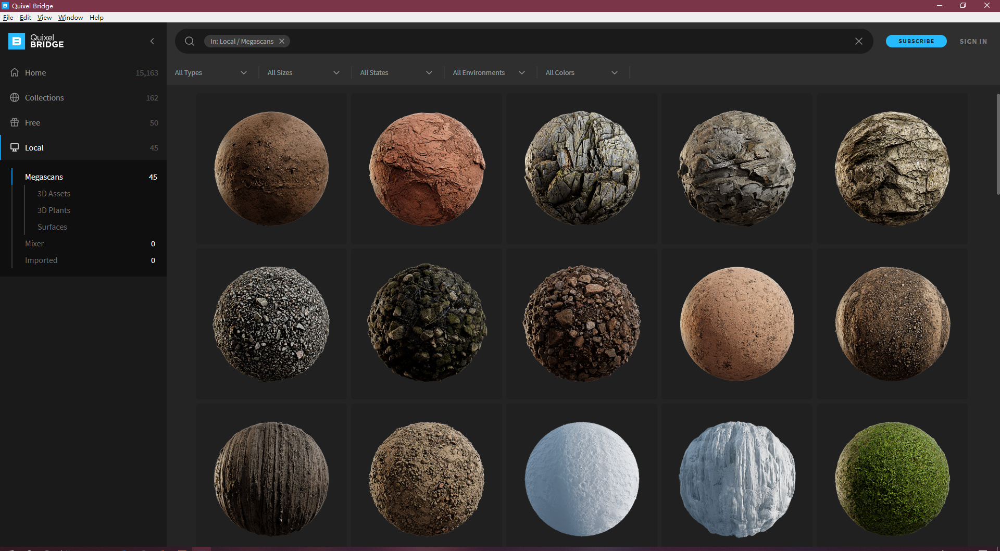 Quixel Bridge
File Edit View Window Help
Quixel
BRIDGE
In: Local / Megascans
SUBSCRIBE
SIGN IN
All Types
All Sizes
All States
All Environments
All Colors
Home 15,163
Collections 162
Free 50
Local 45
Megascans 45
3D Assets
3D Plants
Surfaces
Mixer 0
Imported 0